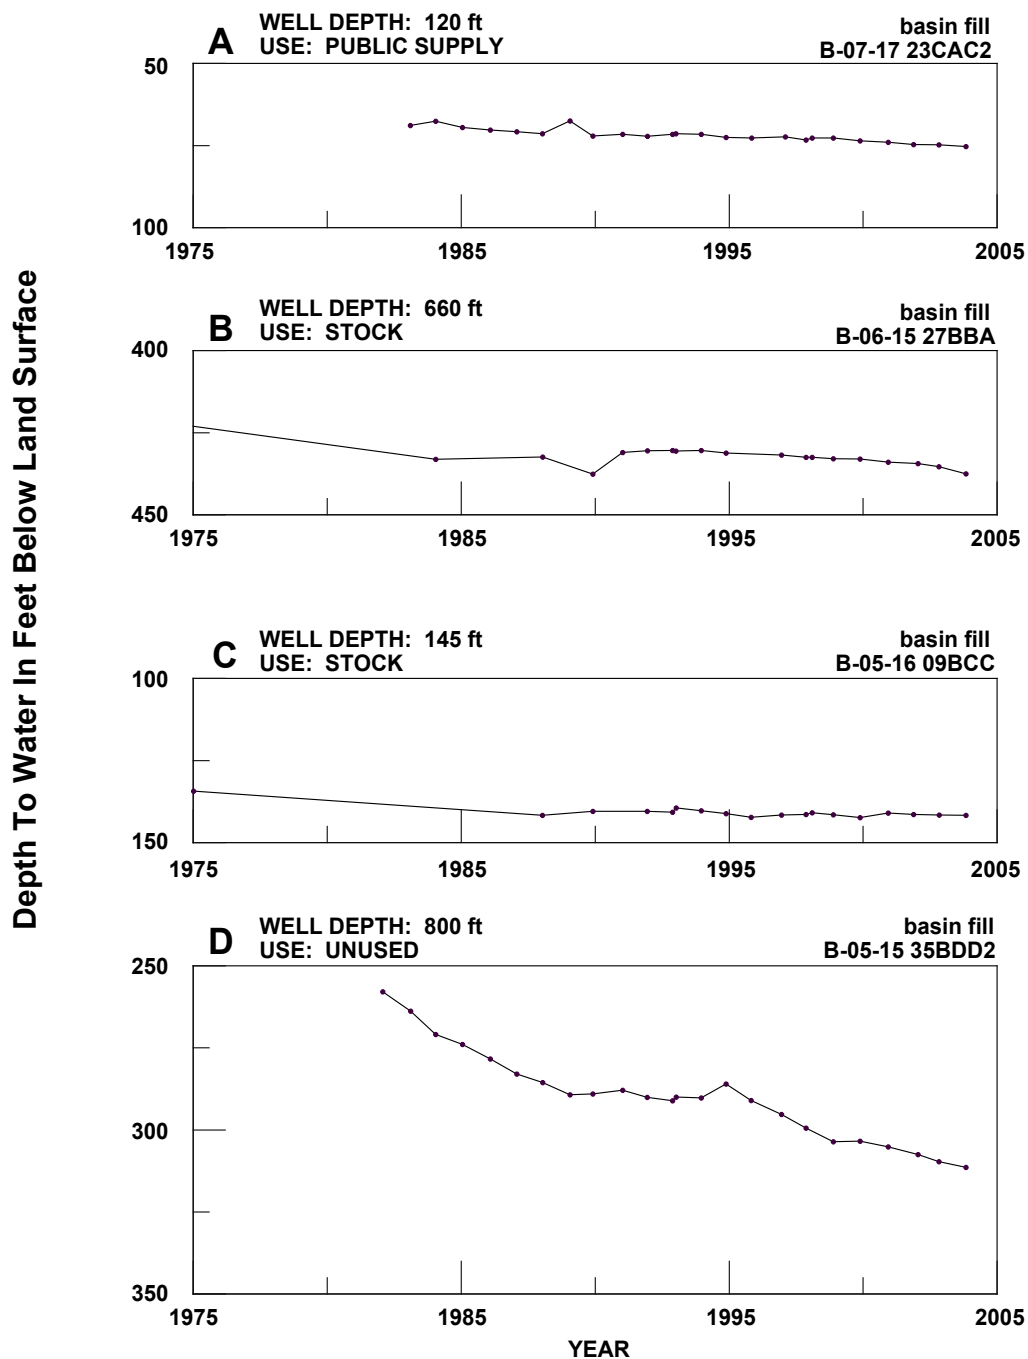 A
WELL DEPTH: 120 ft
USE: PUBLIC SUPPLY
basin fill
B-07-17 23CAC2
50
100
1975
1985
1995
2005
B
WELL DEPTH: 660 ft
USE: STOCK
basin fill
B-06-15 27BBA
400
450
1975
1985
1995
2005
C
WELL DEPTH: 145 ft
USE: STOCK
basin fill
B-05-16 09BCC
100
150
1975
1985
1995
2005
D
WELL DEPTH: 800 ft
USE: UNUSED
basin fill
B-05-15 35BDD2
250
300
350
1975
1985
1995
2005
YEAR
Depth To Water In Feet Below Land Surface